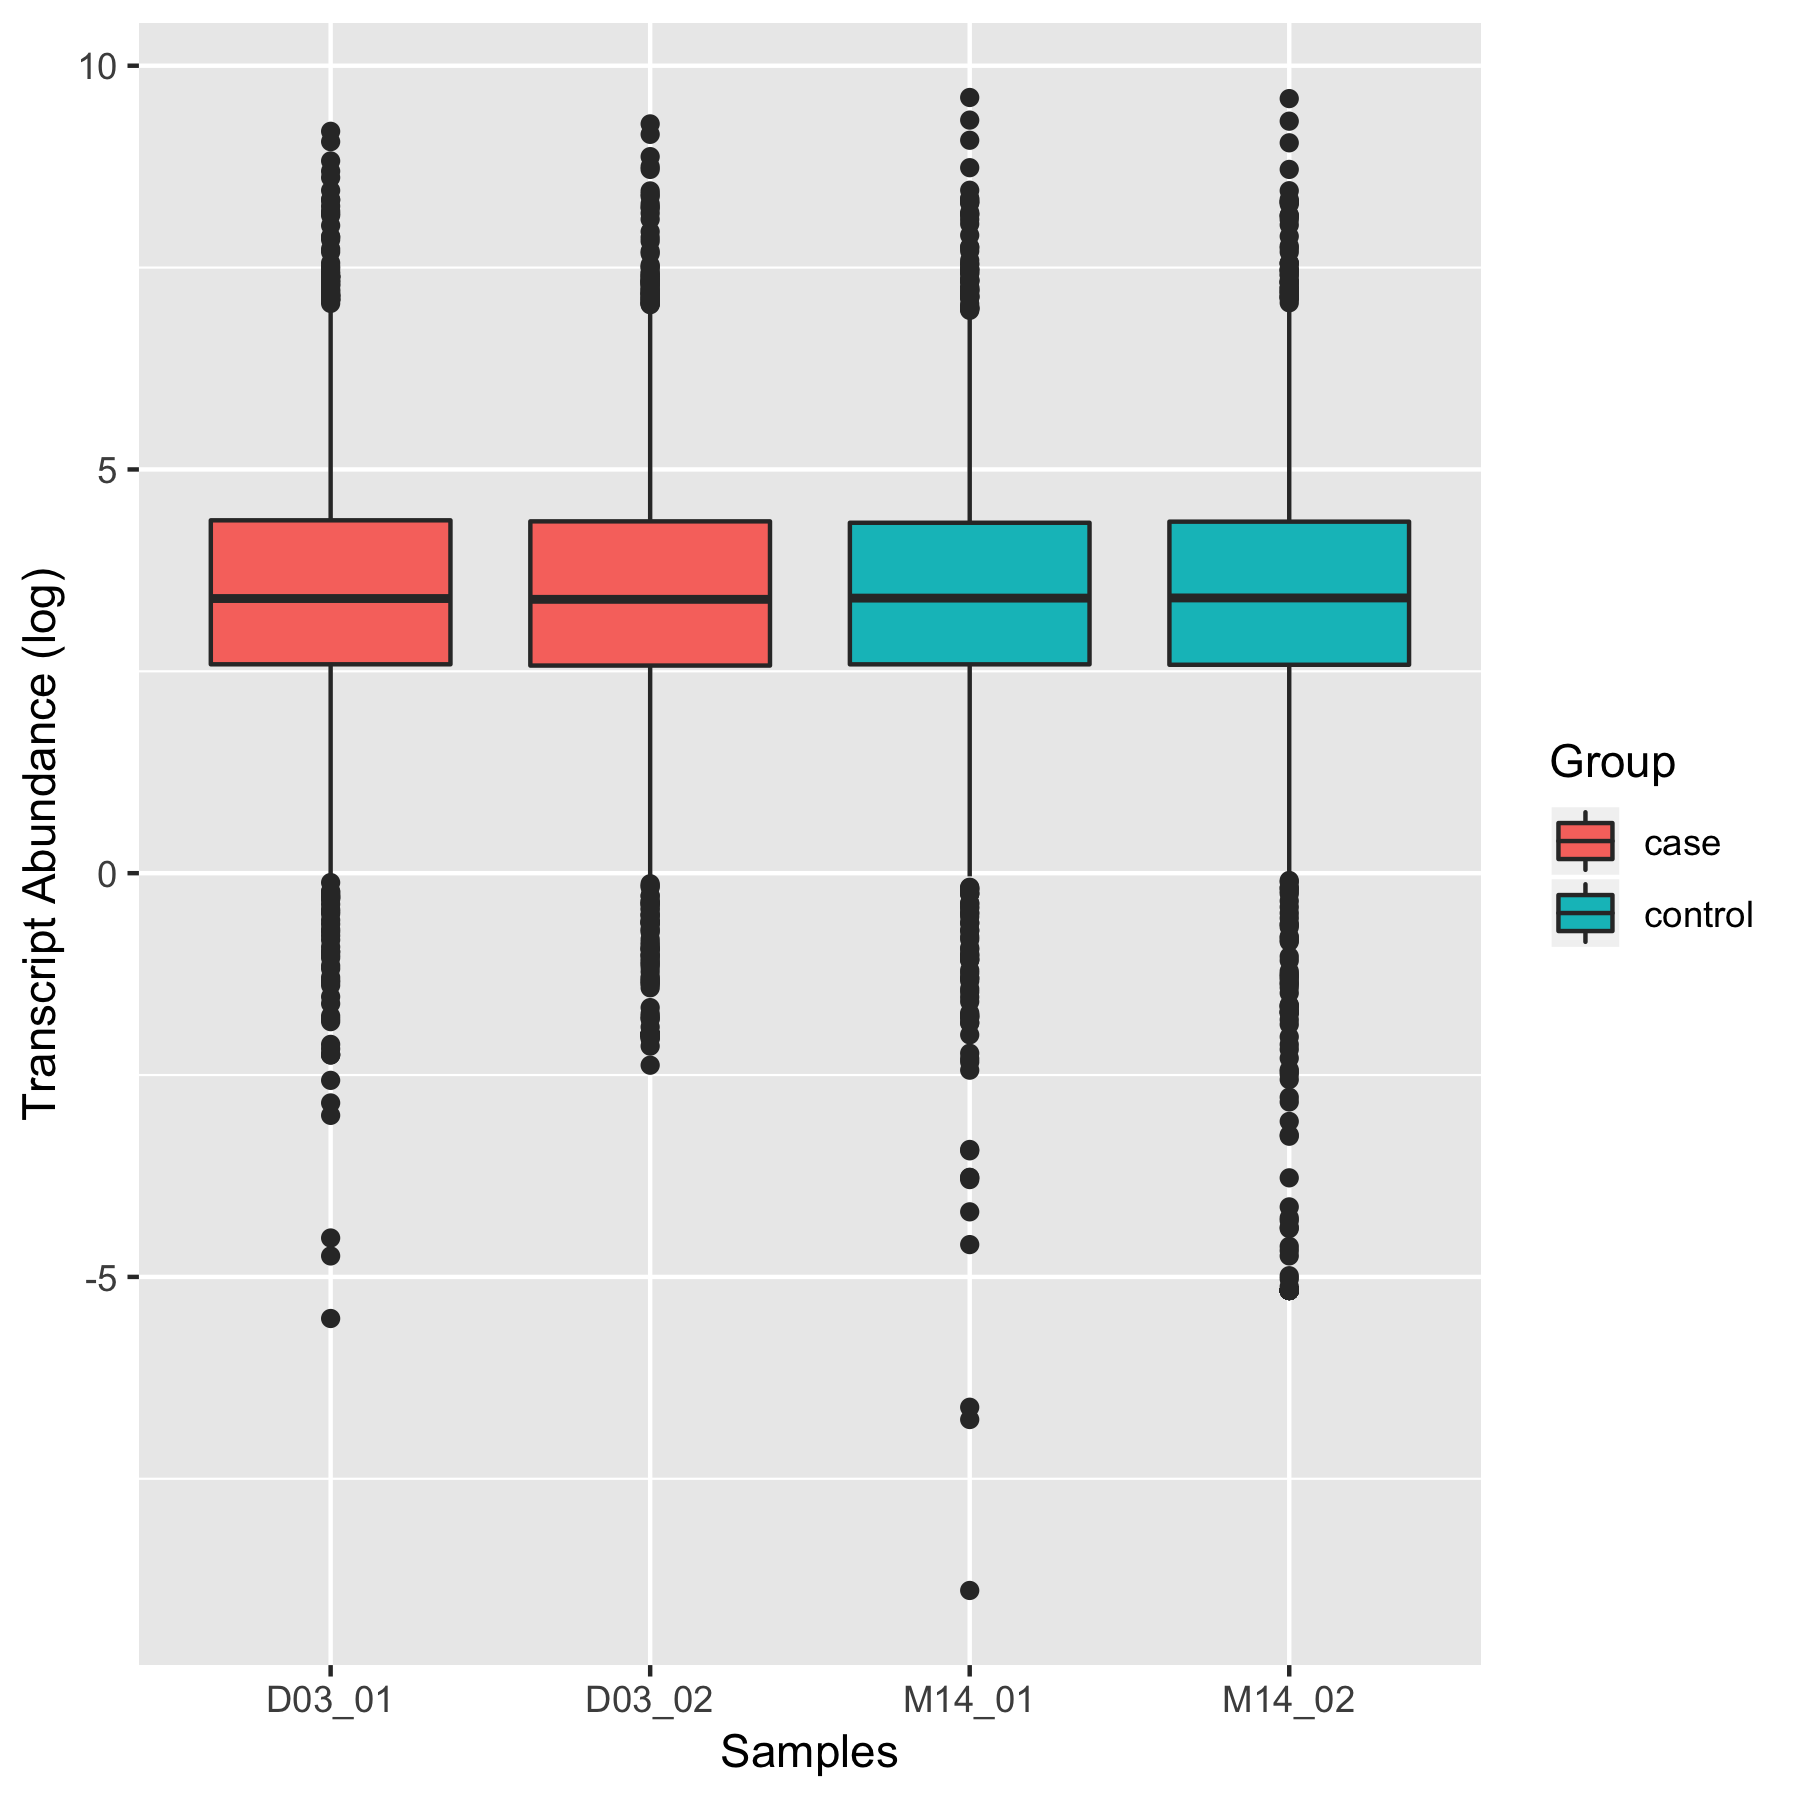 10
5
0
-5
Transcript Abundance (log)
D03_01 D03_02 M14_01 M14_02
Samples
Group
case
control